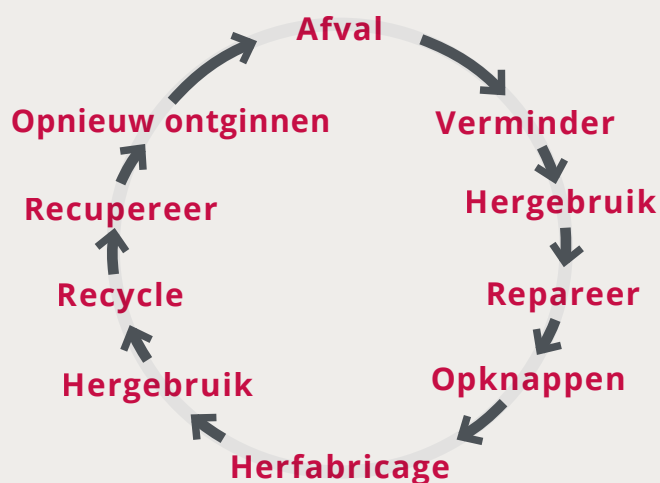 Afval
Verminder
Hergebruik
Repareer
Opknappen
Herfabricage
Hergebruik
Recycle
Recupereer
Opnieuw ontginnen